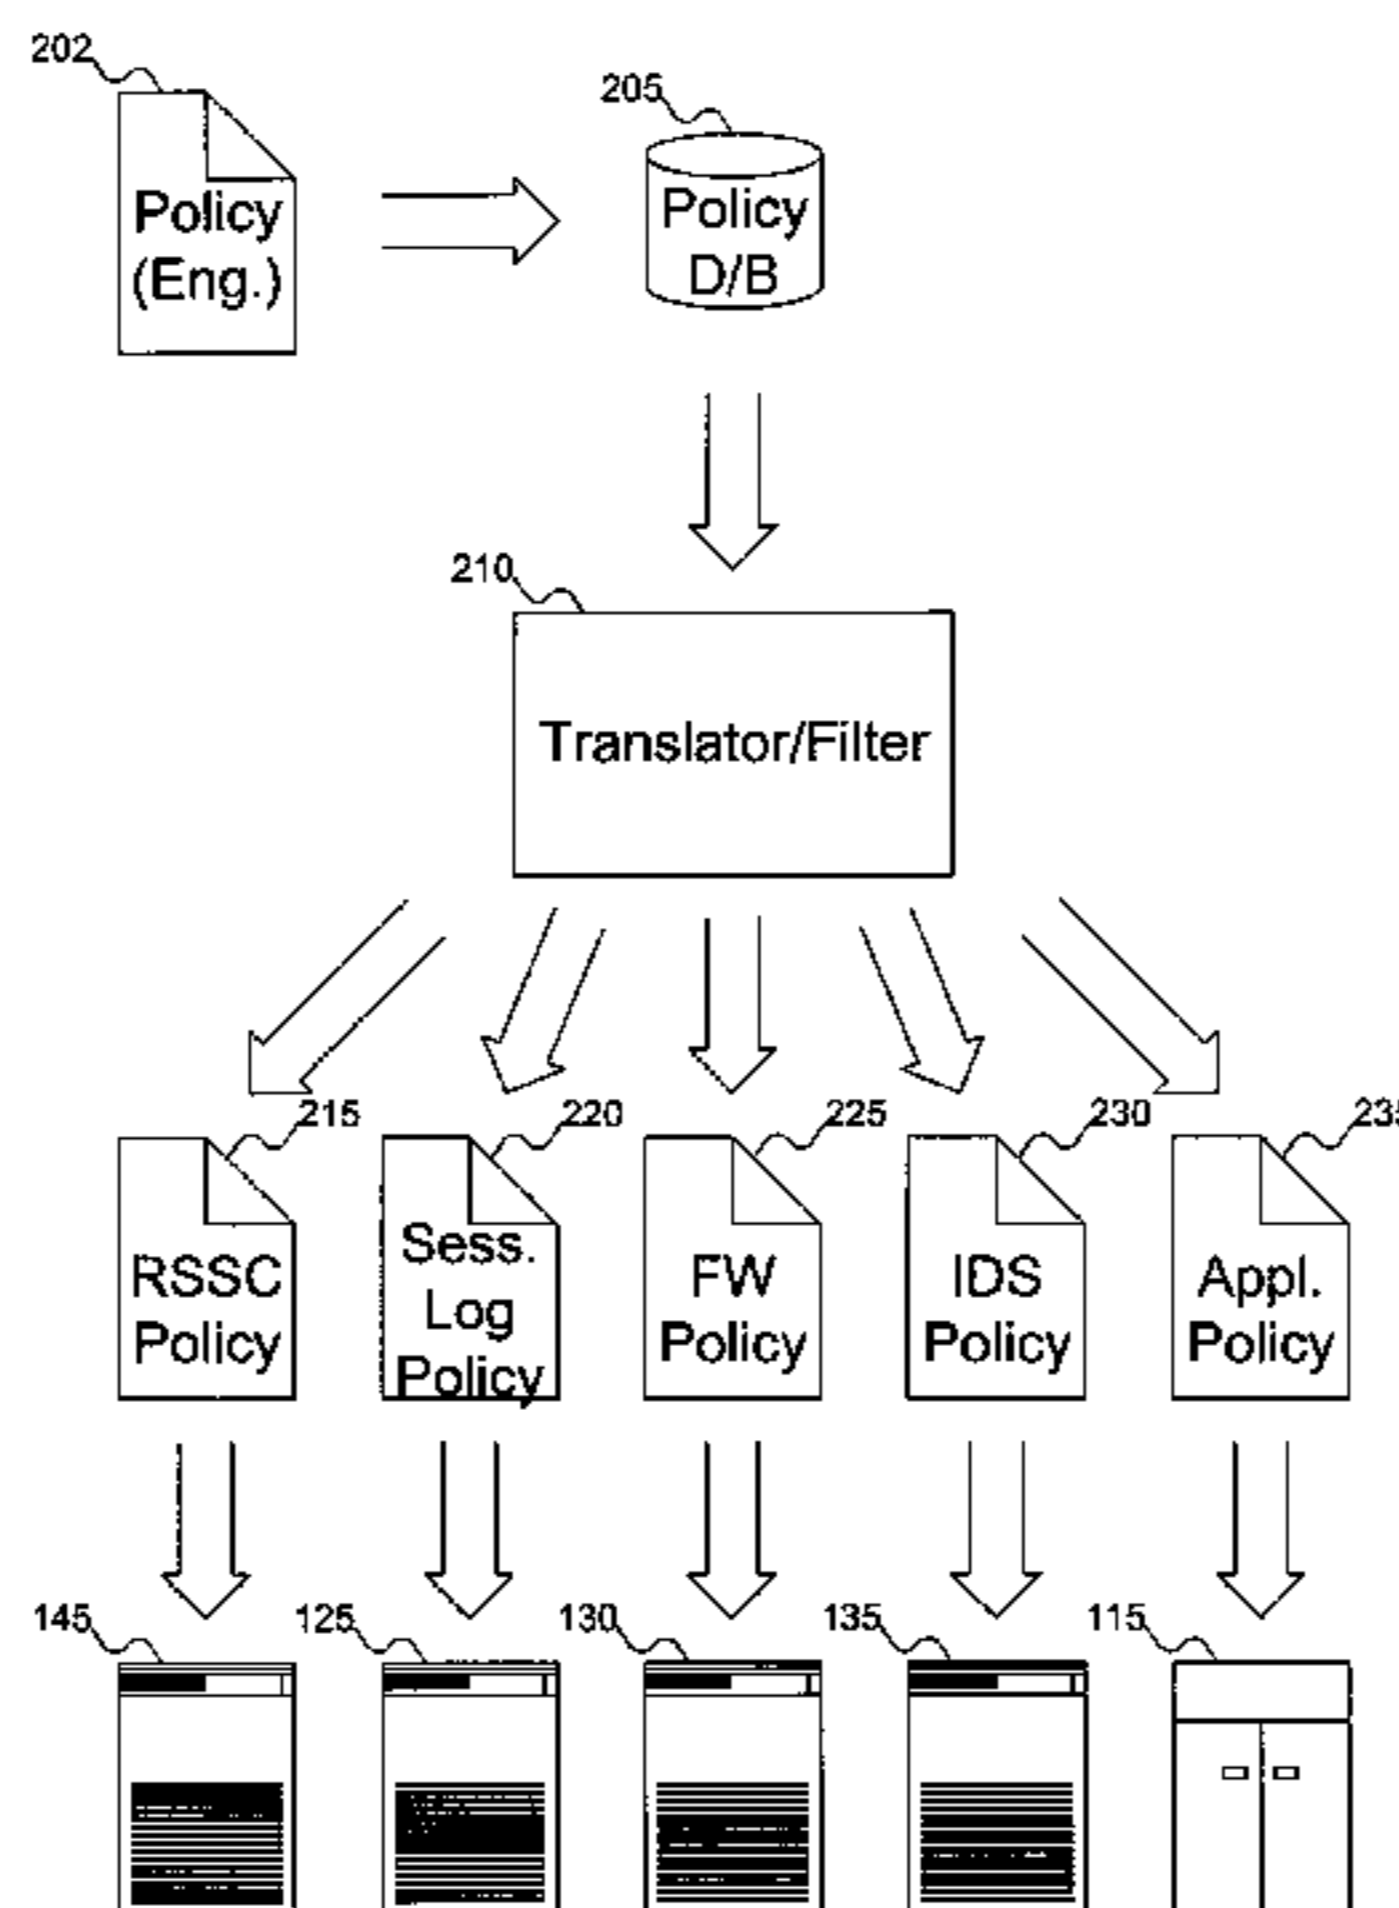 202
205
Policy
(Eng.)
Policy
D/B
210
Translator/Filter
215
220
225
230
235
RSSC
Policy
Sess.
Log
Policy
FW
Policy
IDS
Policy
Appl.
Policy
145
125
130
135
115